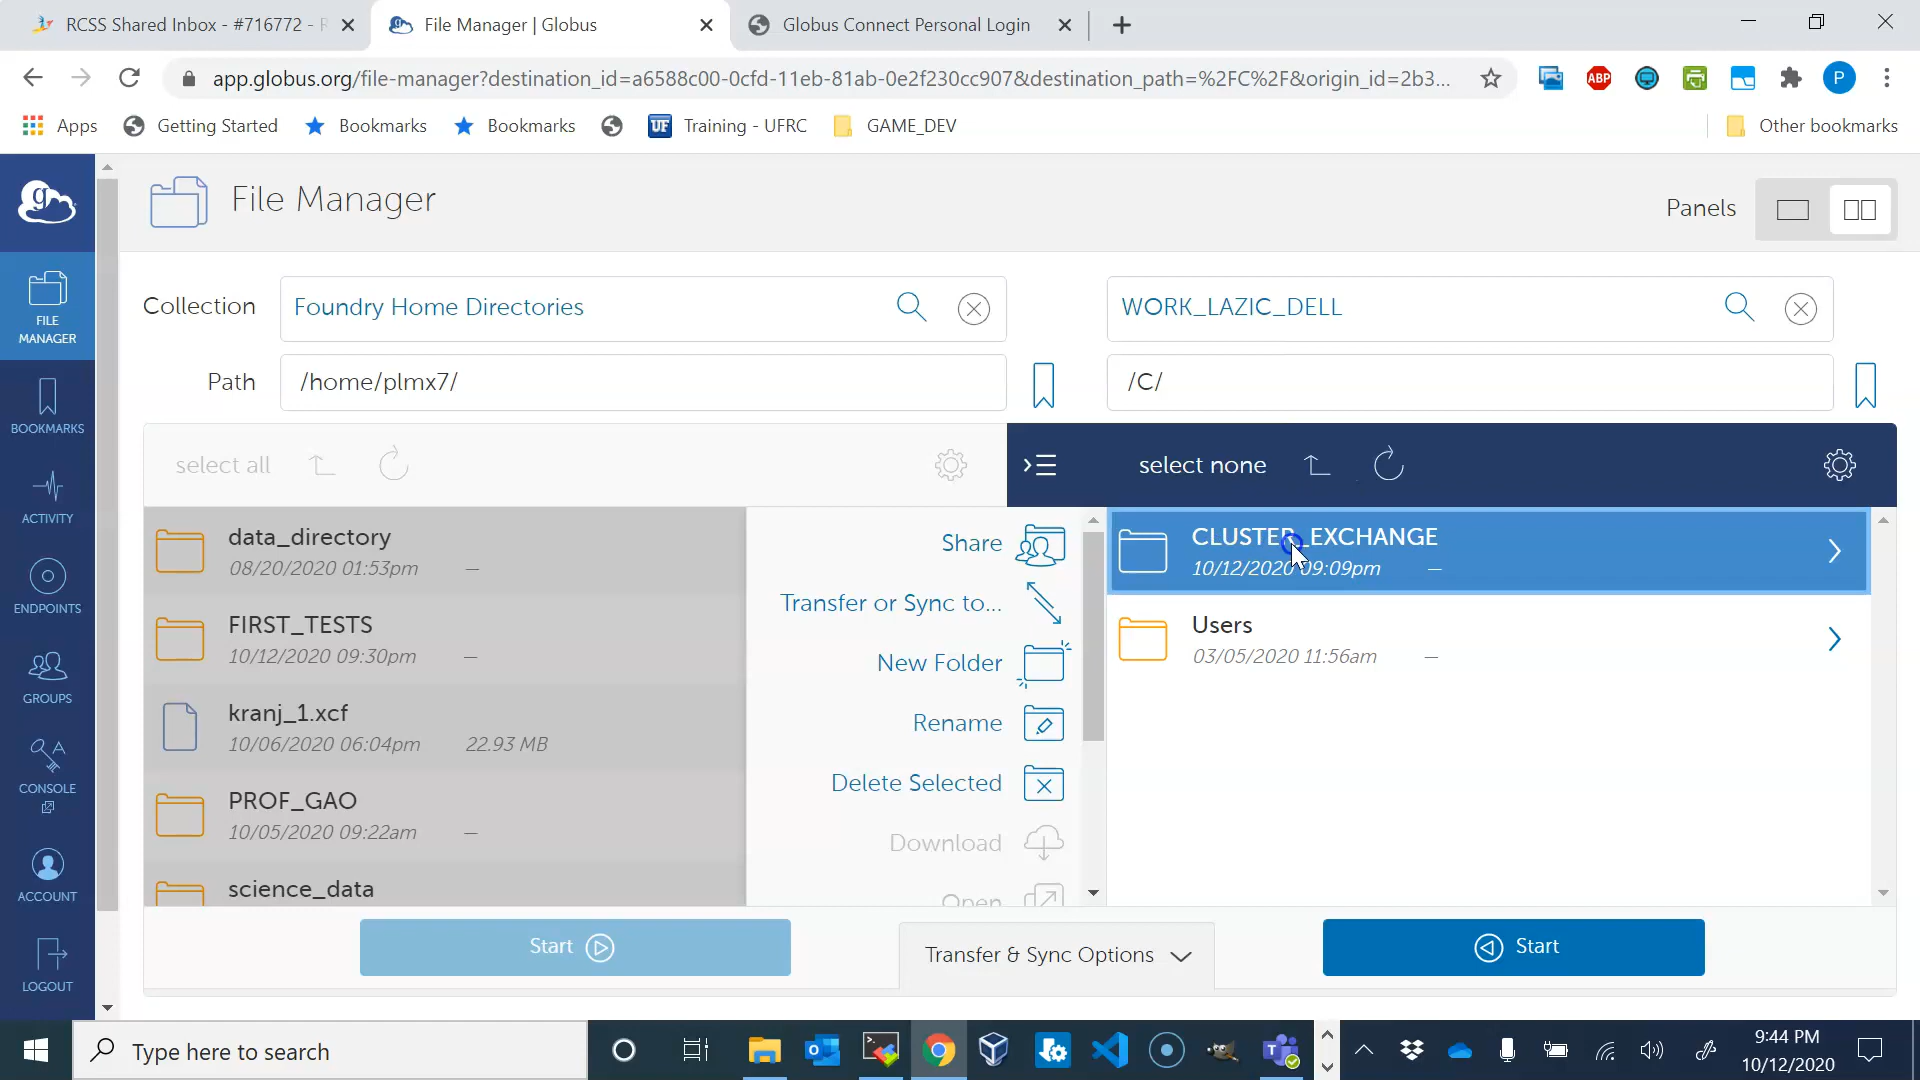 RCSS Shared Inbox - #716772 - R
File Manager | Globus
Globus Connect Personal Login
app.globus.org/file-manager?destination_id=a6588c00-0cfd-11eb-81ab-0e2f230cc907&destination_path=%2FC%2F&origin_id=2b3...
ABP
P
Apps
Getting Started
Bookmarks
Bookmarks
UF
Training - UFRC
GAME_DEV
Other bookmarks
g
File Manager
Panels
FILE
MANAGER
BOOKMARKS
ACTIVITY
ENDPOINTS
GROUPS
CONSOLE
ACCOUNT
LOGOUT
Collection
Foundry Home Directories
WORK_LAZIC_DELL
Path
/home/plmx7/
/C/
select all
select none
data_directory
08/20/2020 01:53pm —
FIRST_TESTS
10/12/2020 09:30pm —
kranj_1.xcf
10/06/2020 06:04pm 22.93 MB
PROF_GAO
10/05/2020 09:22am —
science_data
Share
Transfer or Sync to...
New Folder
Rename
Delete Selected
Download
Open
CLUSTER_EXCHANGE
10/12/2020 09:09pm —
Users
03/05/2020 11:56am —
Start
Transfer & Sync Options
Start
Type here to search
9:44 PM
10/12/2020